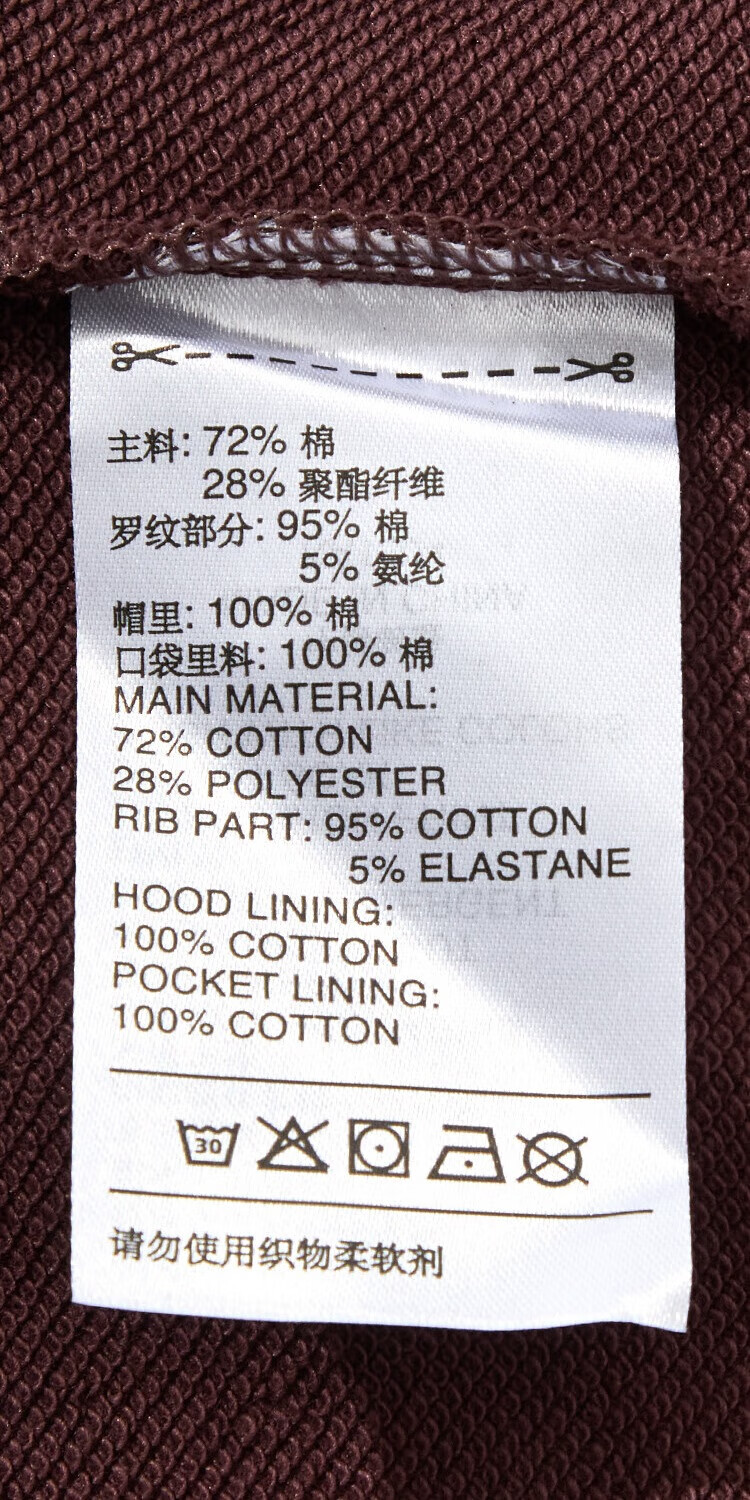 主料: 72% 棉
28% 聚酯纤维
罗纹部分: 95% 棉
5% 氨纶
帽里: 100% 棉
口袋里料: 100% 棉
MAIN MATERIAL:
72% COTTON
28% POLYESTER
RIB PART: 95% COTTON
5% ELASTANE
HOOD LINING:
100% COTTON
POCKET LINING:
100% COTTON
30
请勿使用织物柔软剂